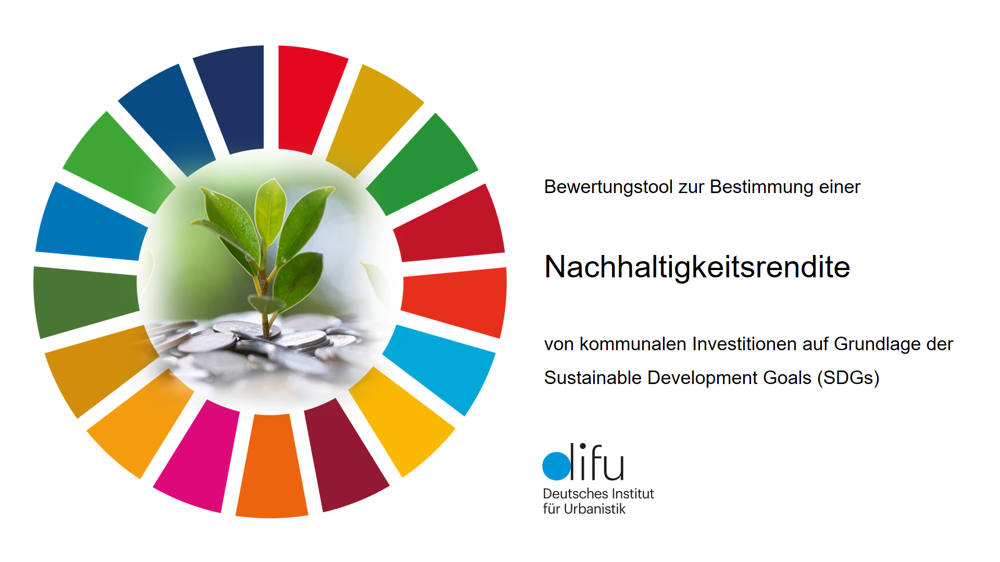 Bewertungstool zur Bestimmung einer
Nachhaltigkeitsrendite
von kommunalen Investitionen auf Grundlage der
Sustainable Development Goals (SDGs)
difu
Deutsches Institut
für Urbanistik